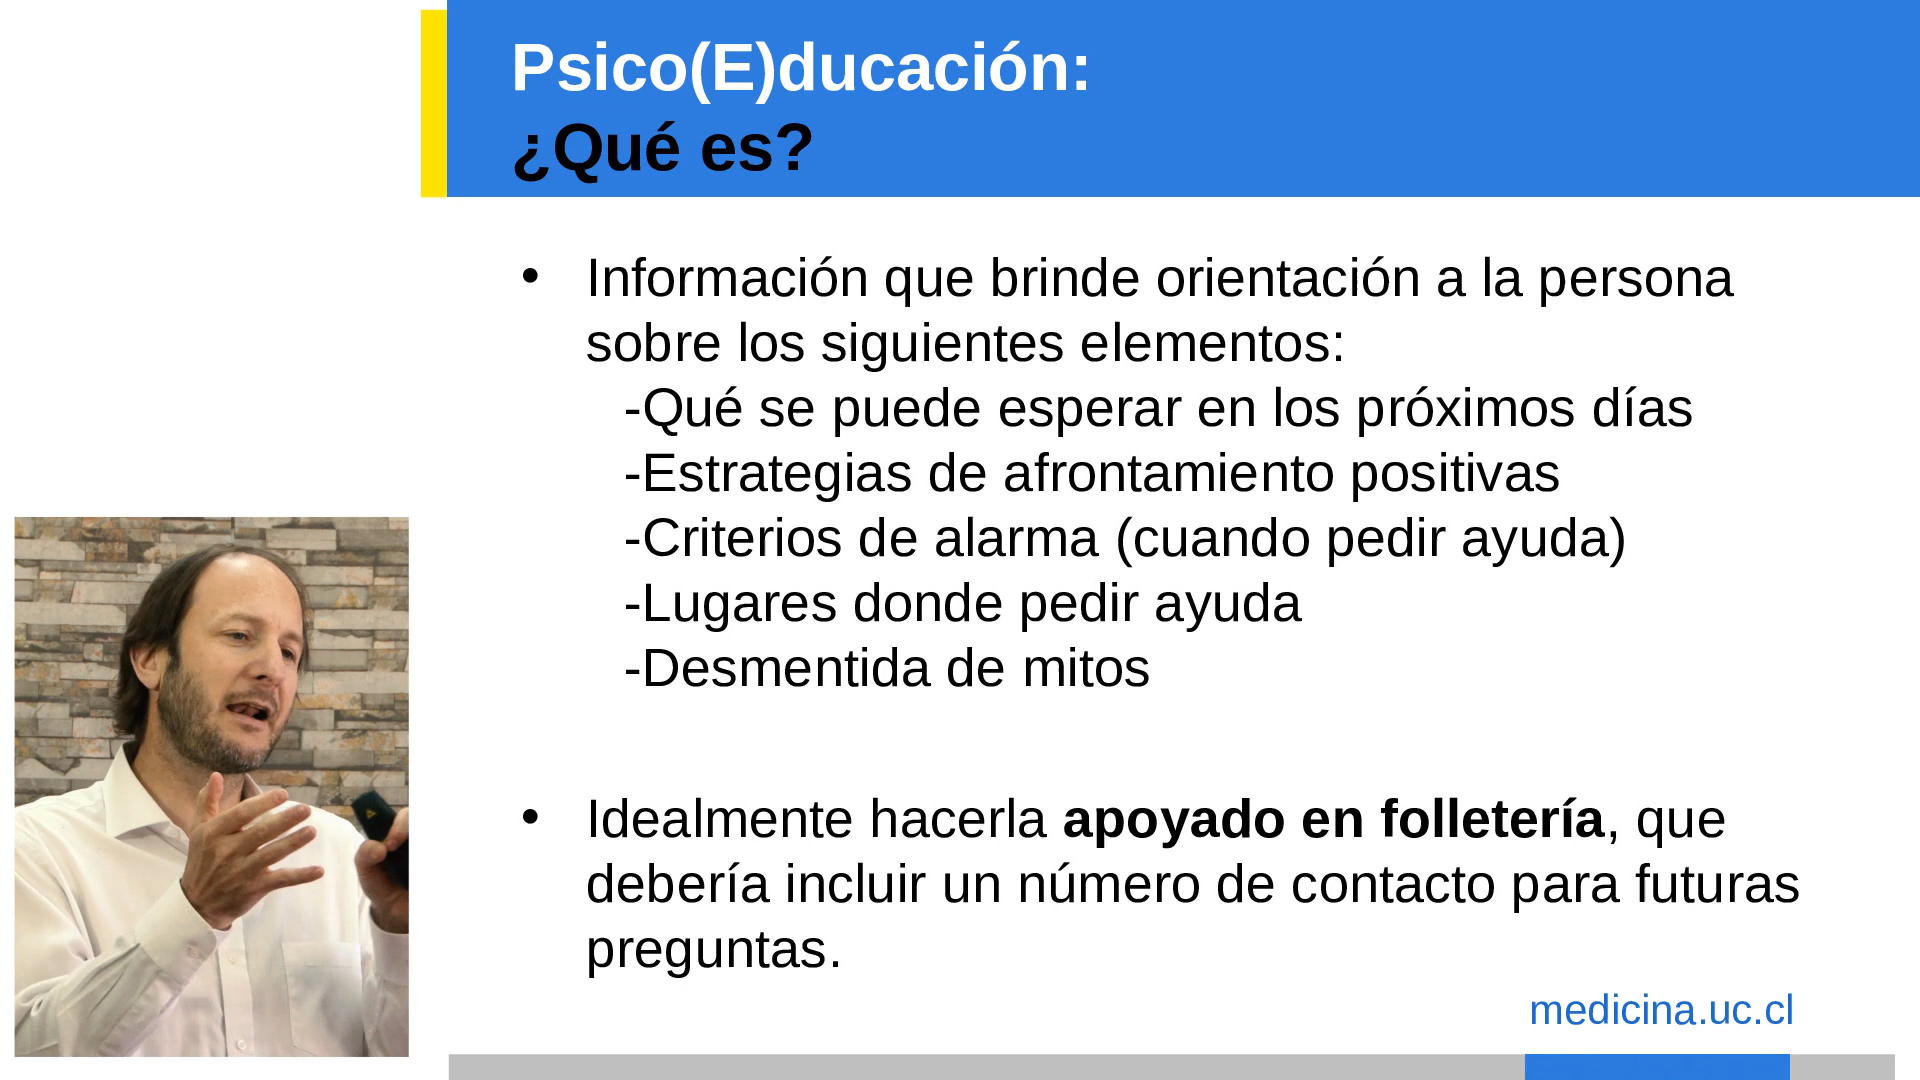 Psico(E)ducación:
¿Qué es?
• Información que brinde orientación a la persona
sobre los siguientes elementos:
-Qué se puede esperar en los próximos días
-Estrategias de afrontamiento positivas
-Criterios de alarma (cuando pedir ayuda)
-Lugares donde pedir ayuda
-Desmentida de mitos
• Idealmente hacerla apoyado en folletería, que
debería incluir un número de contacto para futuras
preguntas.
medicina.uc.cl